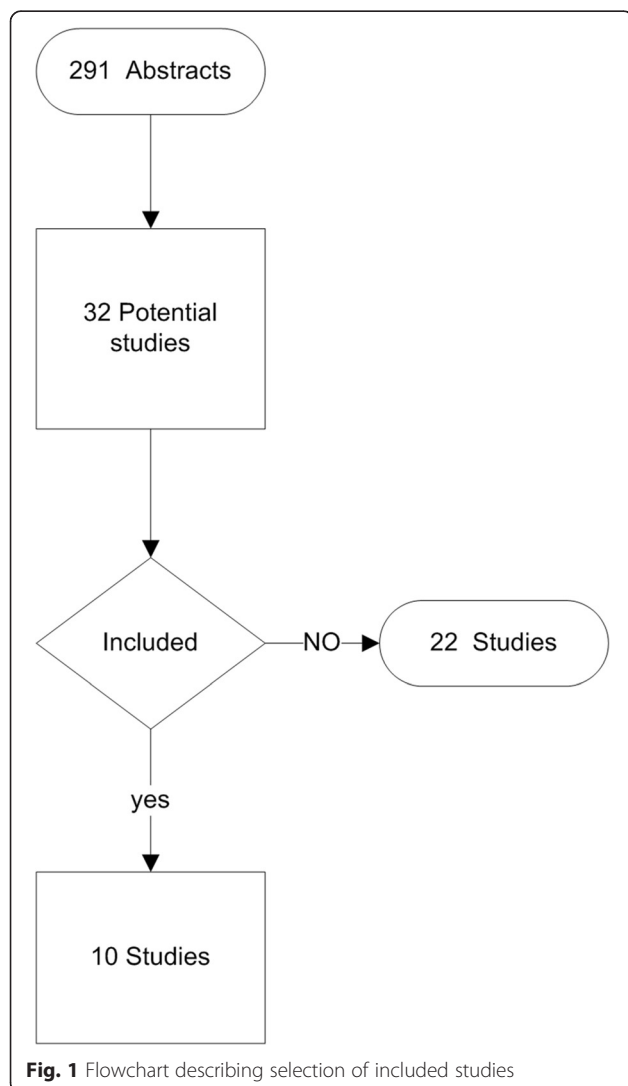 291 Abstracts
32 Potential
studies
Included
NO
22 Studies
yes
10 Studies
Fig. 1 Flowchart describing selection of included studies